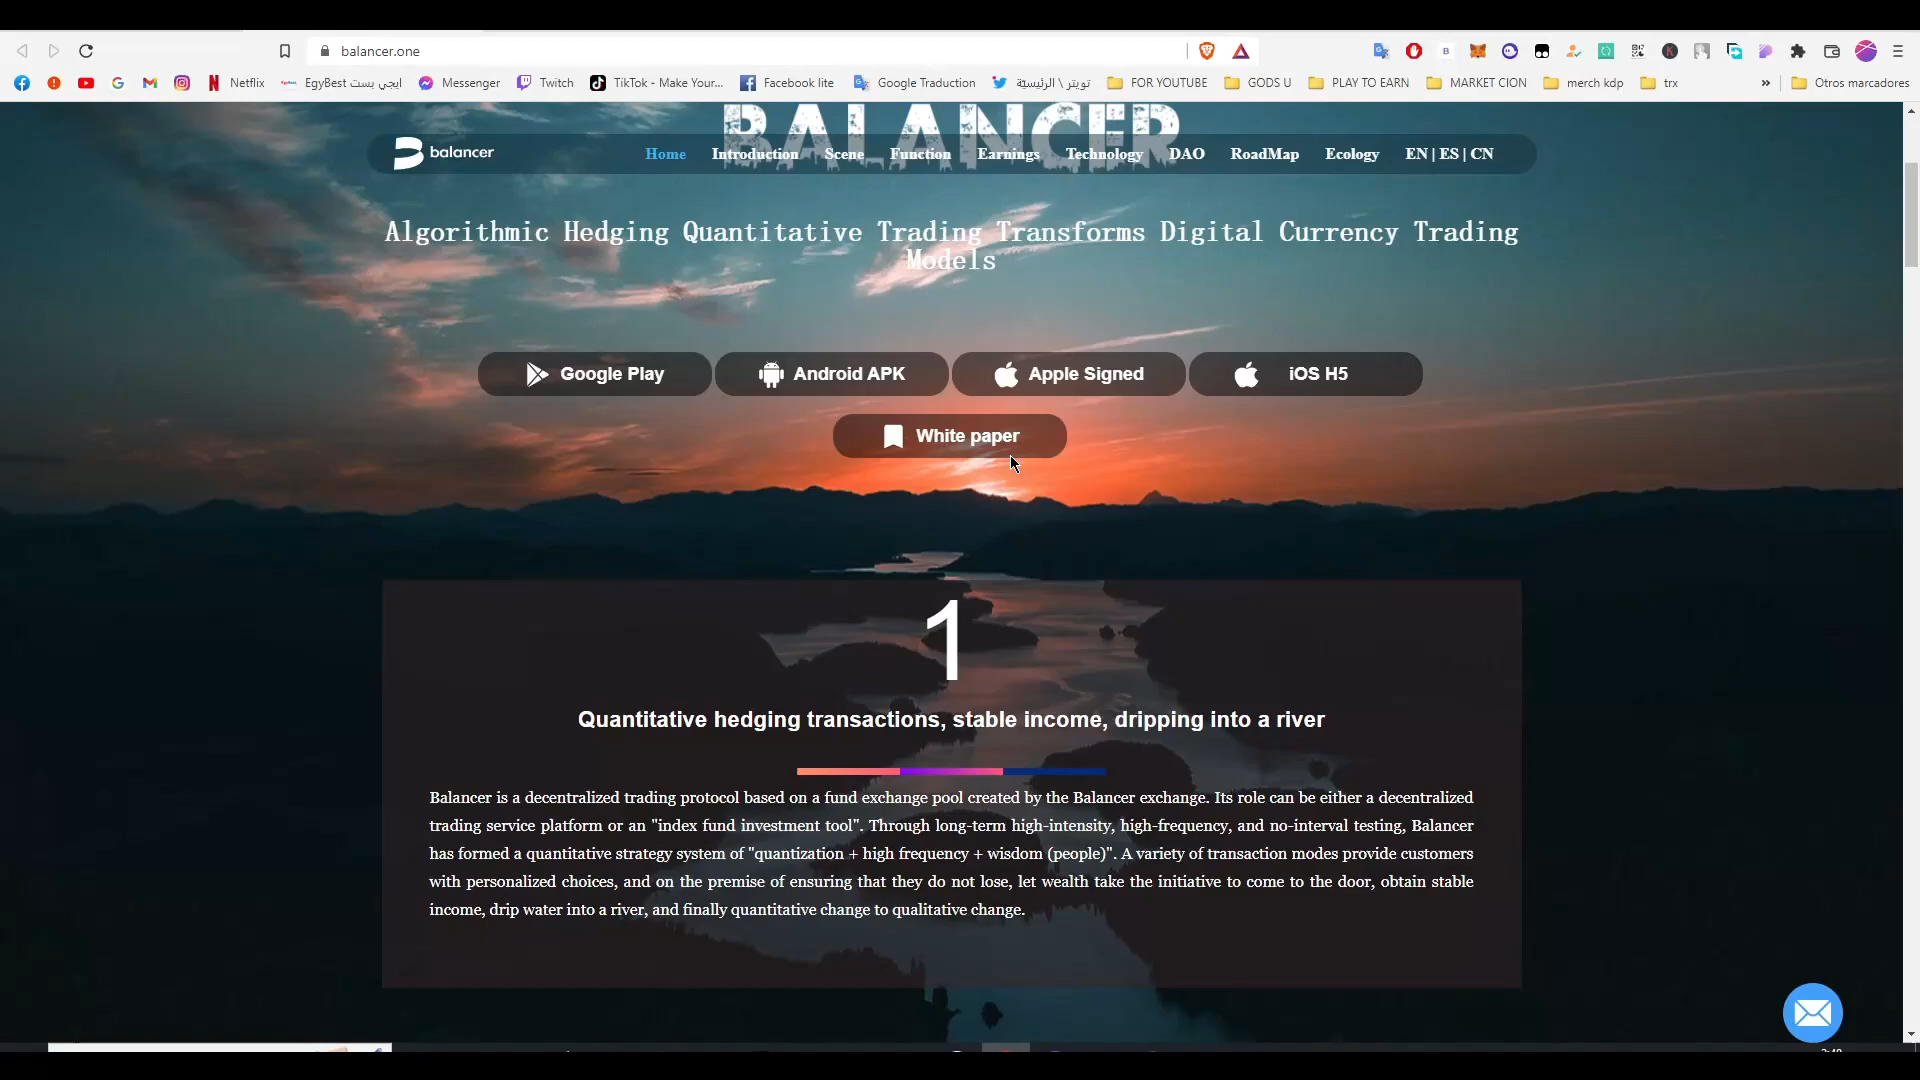 balancer.one
Netflix
EgyBest ايجي بست
Messenger
Twitch
TikTok - Make Your...
Facebook lite
Google Traduction
تويتر \ الرئيسيّة
FOR YOUTUBE
GODS U
PLAY TO EARN
MARKET CION
merch kdp
trx
»
Otros marcadores
BALANCER
balancer
Home Introduction Scene Function Earnings Technology DAO RoadMap Ecology EN | ES | CN
Algorithmic Hedging Quantitative Trading Transforms Digital Currency Trading
Models
Google Play
Android APK
Apple Signed
iOS H5
White paper
1
Quantitative hedging transactions, stable income, dripping into a river
Balancer is a decentralized trading protocol based on a fund exchange pool created by the Balancer exchange. Its role can be either a decentralized
trading service platform or an "index fund investment tool". Through long-term high-intensity, high-frequency, and no-interval testing, Balancer
has formed a quantitative strategy system of "quantization + high frequency + wisdom (people)". A variety of transaction modes provide customers
with personalized choices, and on the premise of ensuring that they do not lose, let wealth take the initiative to come to the door, obtain stable
income, drip water into a river, and finally quantitative change to qualitative change.